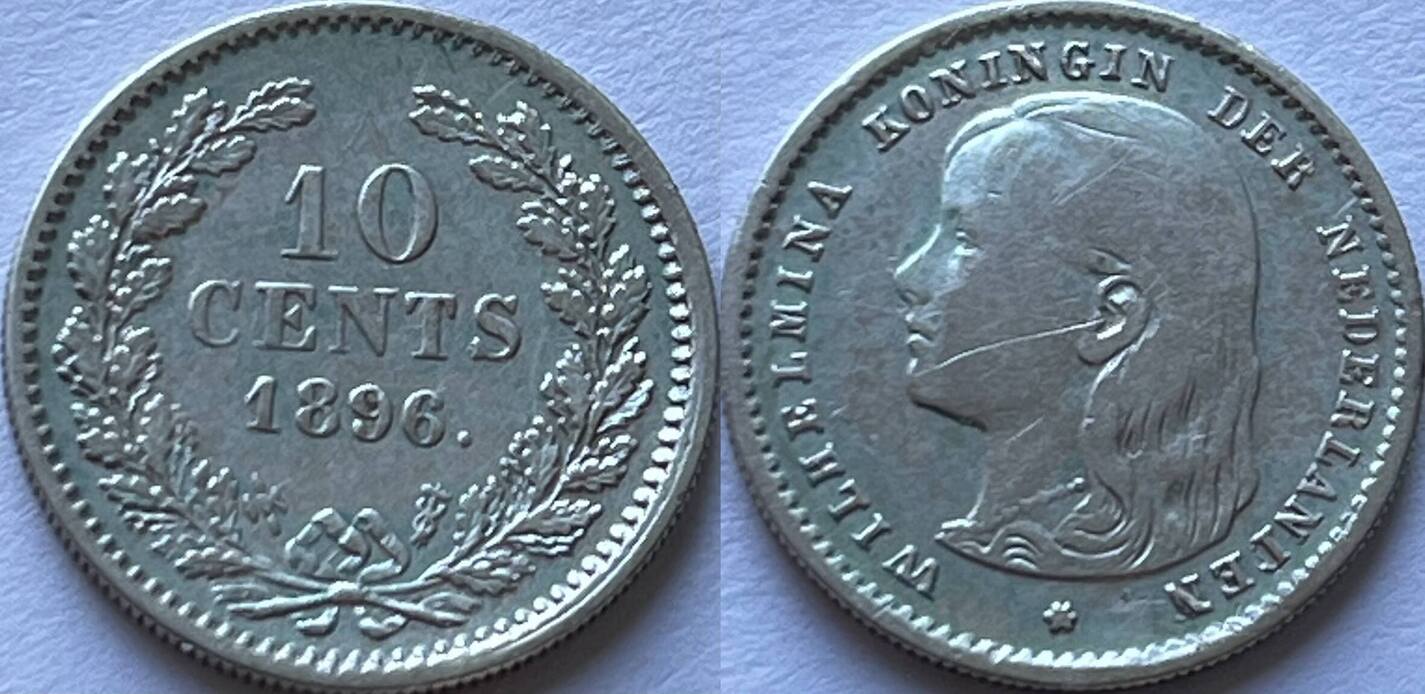 10
CENTS
1896.
WILHELMINA KONINGIN DER NEDERLANDEN